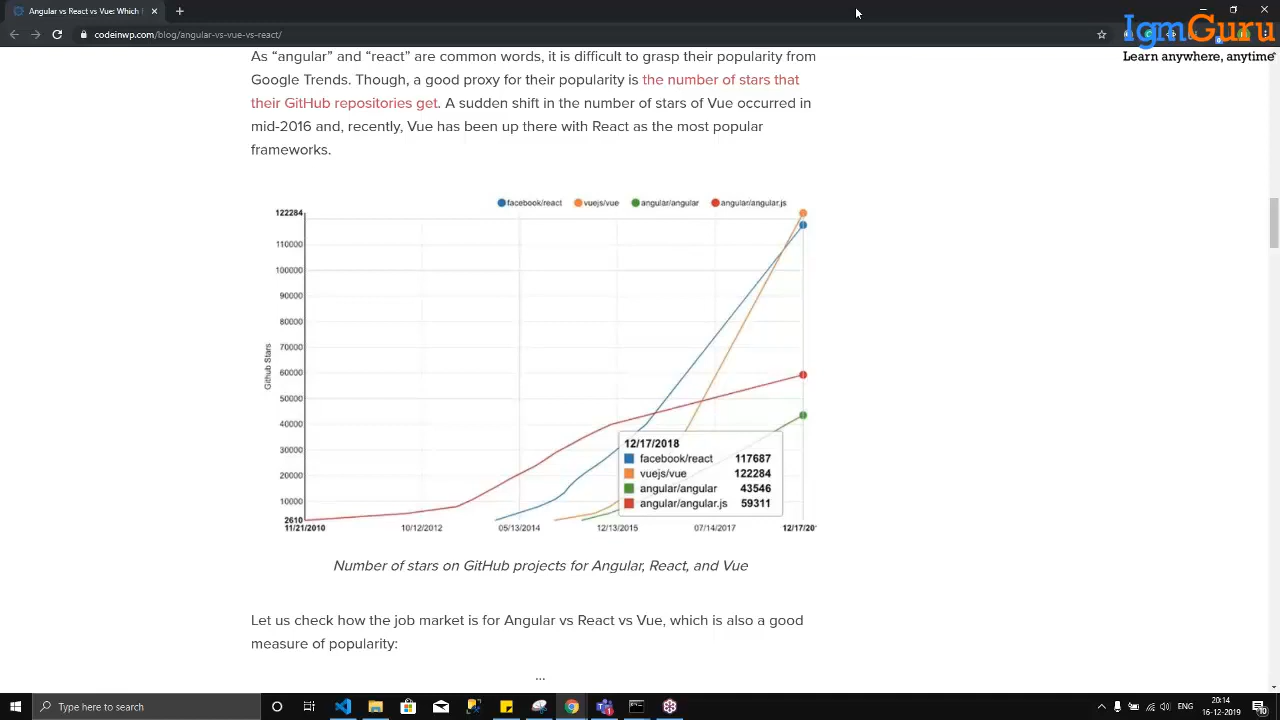 Angular vs React vs Vue: Which
codeinwp.com/blog/angular-vs-vue-vs-react/
IgmGuru
Learn anywhere, anytime
As “angular” and “react” are common words, it is difficult to grasp their popularity from
Google Trends. Though, a good proxy for their popularity is the number of stars that
their GitHub repositories get. A sudden shift in the number of stars of Vue occurred in
mid-2016 and, recently, Vue has been up there with React as the most popular
frameworks.
facebook/react vuejs/vue angular/angular angular/angular.js
122284
110000
100000
90000
80000
70000
60000
50000
40000
30000
20000
10000
2610
Github Stars
12/17/2018
facebook/react 117687
vuejs/vue 122284
angular/angular 43546
angular/angular.js 59311
11/21/2010 10/12/2012 05/13/2014 12/13/2015 07/14/2017 12/17/20
Number of stars on GitHub projects for Angular, React, and Vue
Let us check how the job market is for Angular vs React vs Vue, which is also a good
measure of popularity:
...
Type here to search
ENG
20:14
16-12-2019